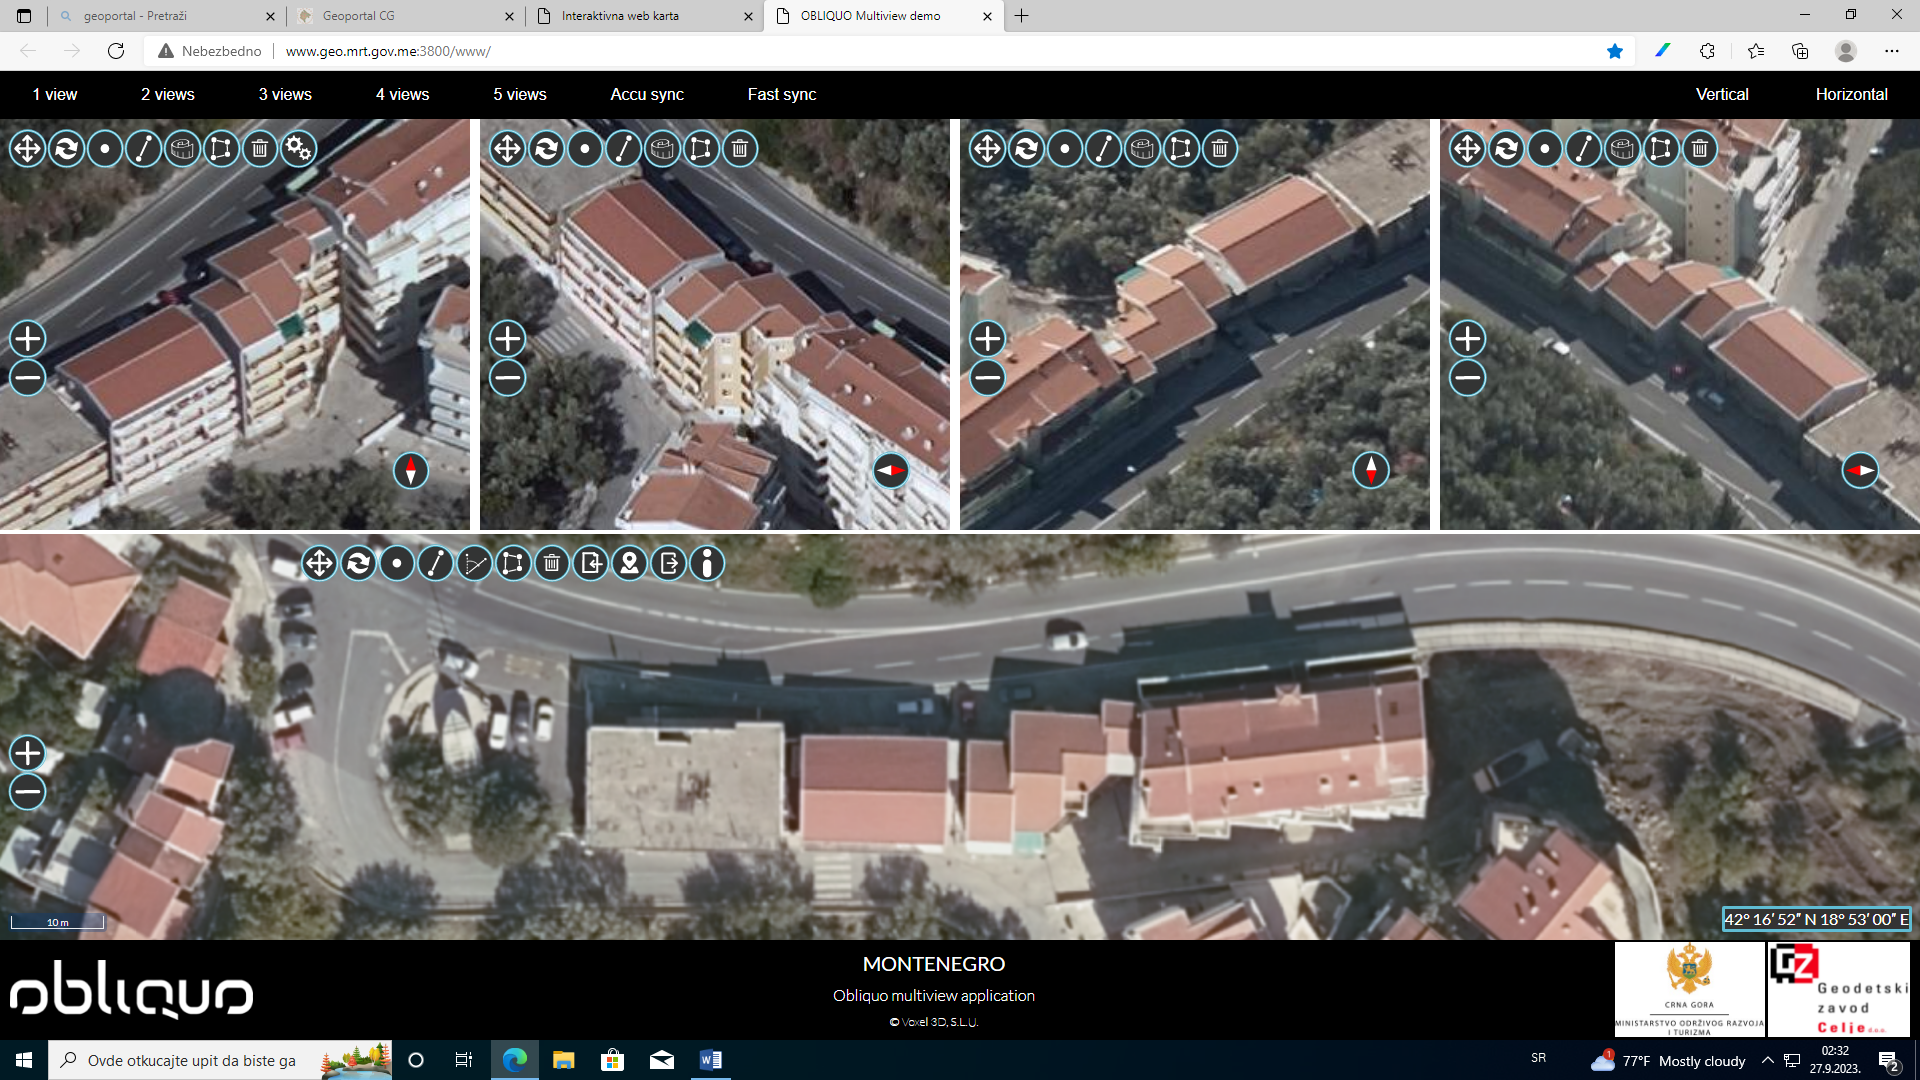 geoportal - Pretraži
Geoportal CG
Interaktivna web karta
OBLIQUO Multiview demo
Nebezbedno
www.geo.mrt.gov.me:3800/www/
1 view
2 views
3 views
4 views
5 views
Accu sync
Fast sync
Vertical
Horizontal
10 m
42° 16′ 52″ N 18° 53′ 00″ E
obliquo
MONTENEGRO
Obliquo multiview application
© Voxel 3D, S.L.U.
CRNA GORA
MINISTARSTVO ODRŽIVOG RAZVOJA
I TURIZMA
GZ
Geodetski
zavod
Celje d.o.o.
Ovde otkucajte upit da biste ga
SR
1
77°F Mostly cloudy
02:32
27.9.2023.
2